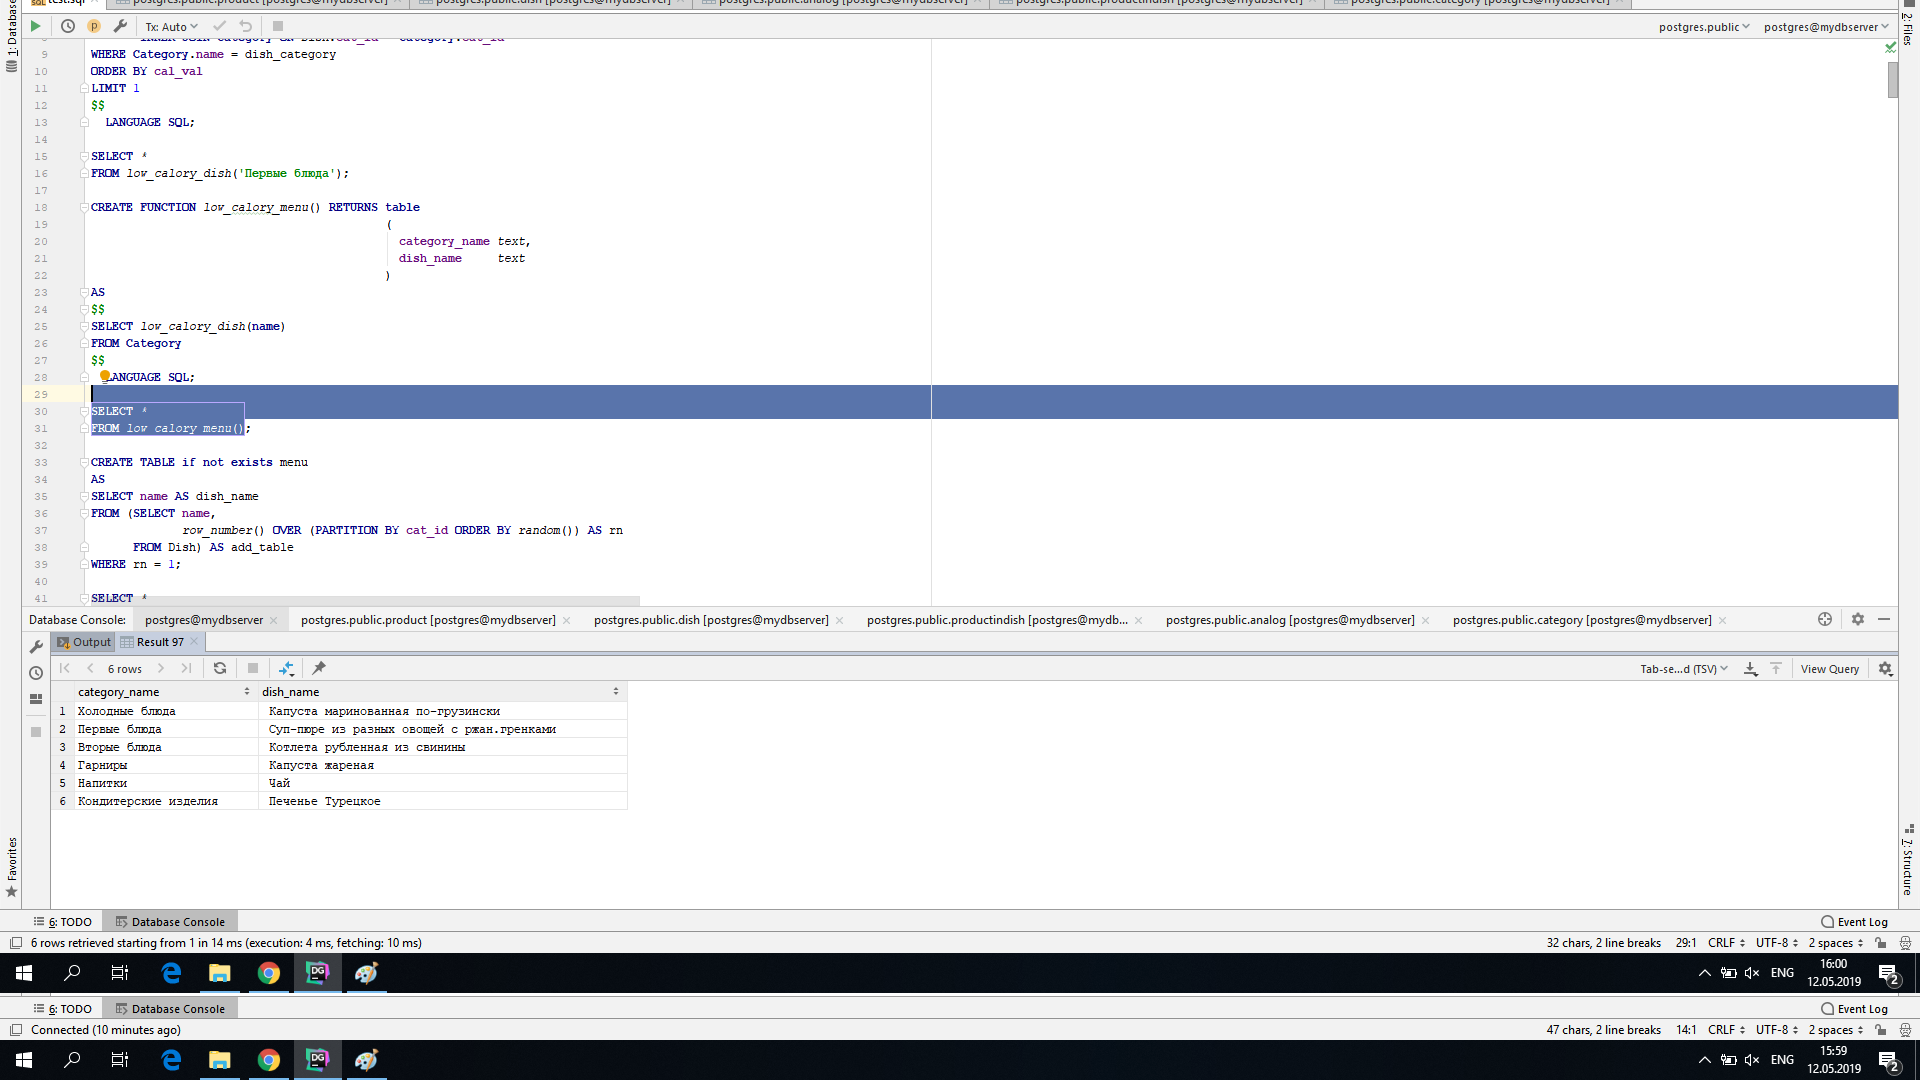 test.sql postgres.public.product [postgres@mydbserver] postgres.public.dish [postgres@mydbserver] postgres.public.analog [postgres@mydbserver] postgres.public.productindish [postgres@mydbserver] postgres.public.category [postgres@mydbserver]
Tx: Auto postgres.public postgres@mydbserver
8 INNER JOIN Category ON Dish.cat_id = Category.cat_id
9 WHERE Category.name = dish_category
10 ORDER BY cal_val
11 LIMIT 1
12 $$
13 LANGUAGE SQL;
14
15 SELECT *
16 FROM low_calory_dish('Первые блюда');
17
18 CREATE FUNCTION low_calory_menu() RETURNS table
19 (
20 category_name text,
21 dish_name text
22 )
23 AS
24 $$
25 SELECT low_calory_dish(name)
26 FROM Category
27 $$
28 LANGUAGE SQL;
29
30 SELECT *
31 FROM low_calory_menu();
32
33 CREATE TABLE if not exists menu
34 AS
35 SELECT name AS dish_name
36 FROM (SELECT name,
37 row_number() OVER (PARTITION BY cat_id ORDER BY random()) AS rn
38 FROM Dish) AS add_table
39 WHERE rn = 1;
40
41 SELECT *
1: Database
2: Files
Favorites
7: Structure
Database Console: postgres@mydbserver postgres.public.product [postgres@mydbserver] postgres.public.dish [postgres@mydbserver] postgres.public.productindish [postgres@mydb... postgres.public.analog [postgres@mydbserver] postgres.public.category [postgres@mydbserver]
Output Result 97
6 rows Tab-se...d (TSV) View Query
category_name dish_name
1 Холодные блюда Капуста маринованная по-грузински
2 Первые блюда Суп-пюре из разных овощей с ржан.гренками
3 Вторые блюда Котлета рубленная из свинины
4 Гарниры Капуста жареная
5 Напитки Чай
6 Кондитерские изделия Печенье Турецкое
6: TODO Database Console Event Log
6 rows retrieved starting from 1 in 14 ms (execution: 4 ms, fetching: 10 ms) 32 chars, 2 line breaks 29:1 CRLF UTF-8 2 spaces
DG ENG 16:00 12.05.2019 2
6: TODO Database Console Event Log
Connected (10 minutes ago) 47 chars, 2 line breaks 14:1 CRLF UTF-8 2 spaces
DG ENG 15:59 12.05.2019 2